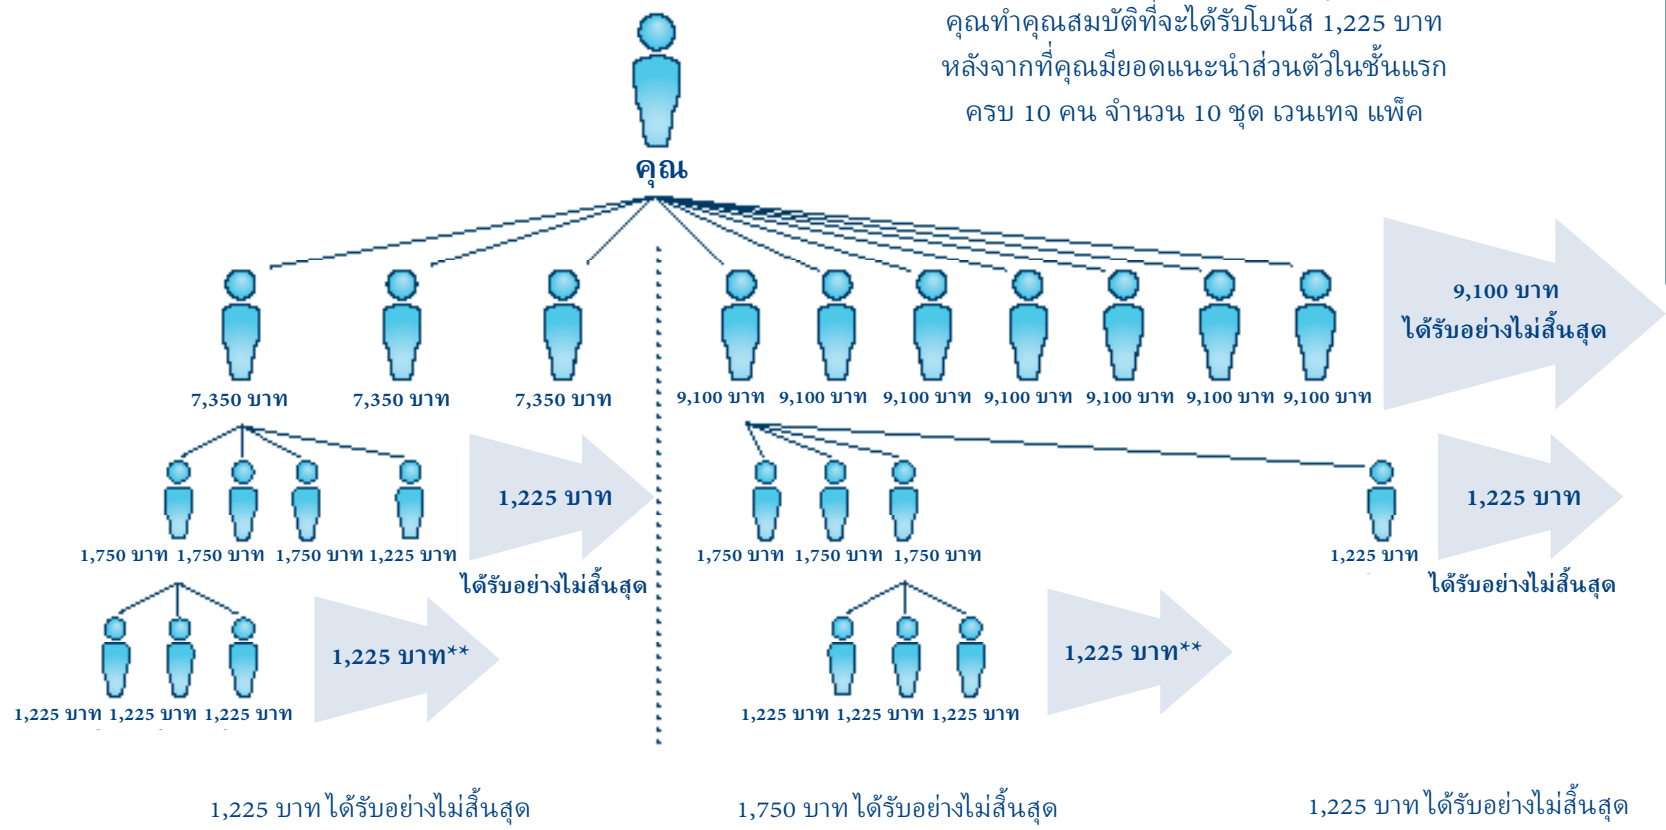 คุณทำคุณสมบัติที่จะได้รับโบนัส 1,225 บาท
หลังจากที่คุณมียอดแนะนำส่วนตัวในชั้นแรก
ครบ 10 คน จำนวน 10 ชุด เวนเทจ แพ็ค
คุณ
9,100 บาท
ได้รับอย่างไม่สิ้นสุด
7,350 บาท 7,350 บาท 7,350 บาท 9,100 บาท 9,100 บาท 9,100 บาท 9,100 บาท 9,100 บาท 9,100 บาท 9,100 บาท
1,225 บาท
1,225 บาท
1,750 บาท 1,750 บาท 1,750 บาท 1,225 บาท 1,750 บาท 1,750 บาท 1,750 บาท 1,225 บาท
ได้รับอย่างไม่สิ้นสุด
ได้รับอย่างไม่สิ้นสุด
1,225 บาท**
1,225 บาท**
1,225 บาท 1,225 บาท 1,225 บาท 1,225 บาท 1,225 บาท 1,225 บาท
1,225 บาท ได้รับอย่างไม่สิ้นสุด
1,750 บาท ได้รับอย่างไม่สิ้นสุด
1,225 บาท ได้รับอย่างไม่สิ้นสุด